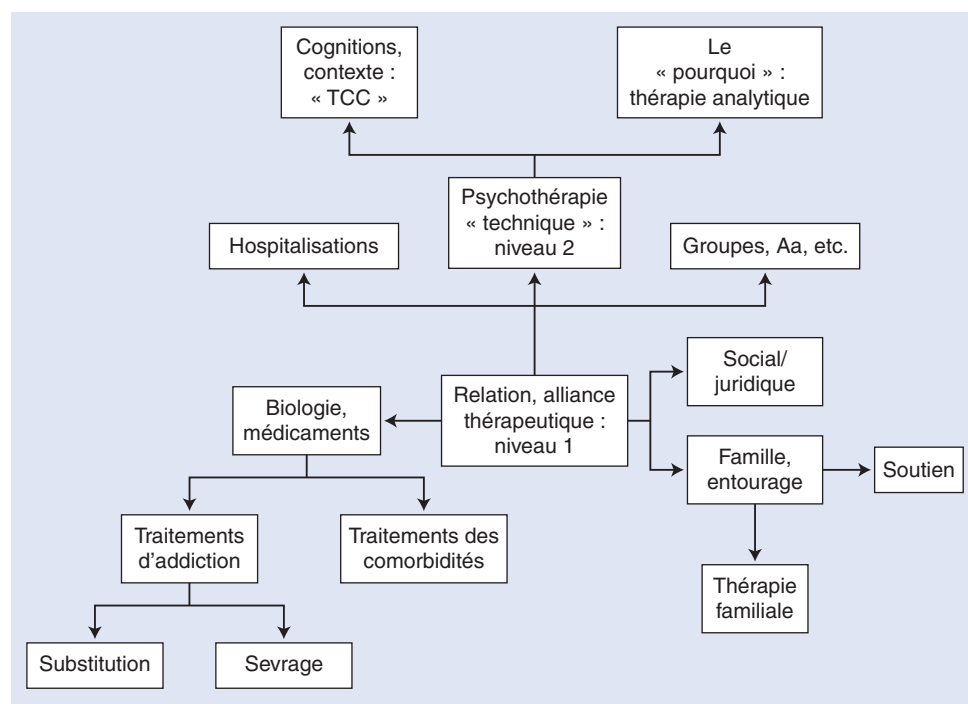 Cognitions,
contexte :
« TCC »
Le
« pourquoi » :
thérapie analytique
Psychothérapie
« technique » :
niveau 2
Hospitalisations
Groupes, Aa, etc.
Social/
juridique
Relation, alliance
thérapeutique :
niveau 1
Biologie,
médicaments
Famille,
entourage
Soutien
Traitements
d'addiction
Traitements des
comorbidités
Thérapie
familiale
Substitution
Sevrage